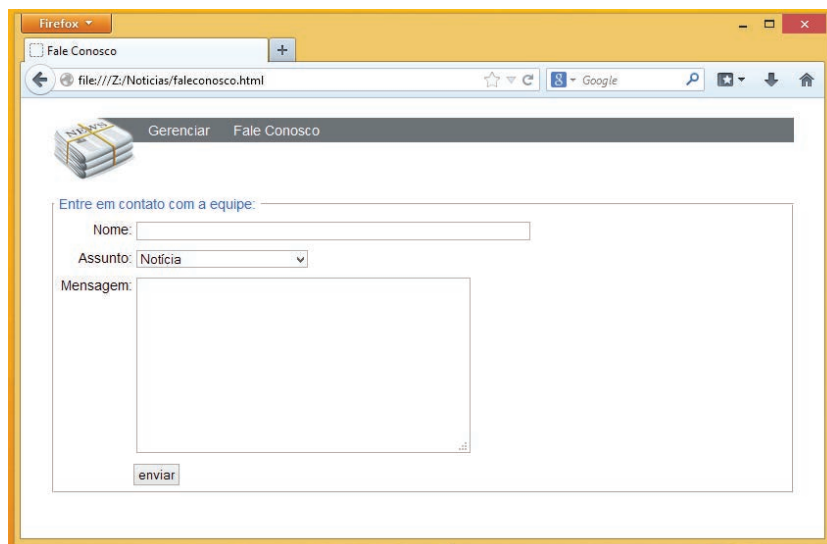 Firefox
Fale Conosco
file:///Z:/Noticias/faleconosco.html
Google
NEWS
Gerenciar Fale Conosco
Entre em contato com a equipe:
Nome:
Assunto: Notícia
Mensagem:
enviar